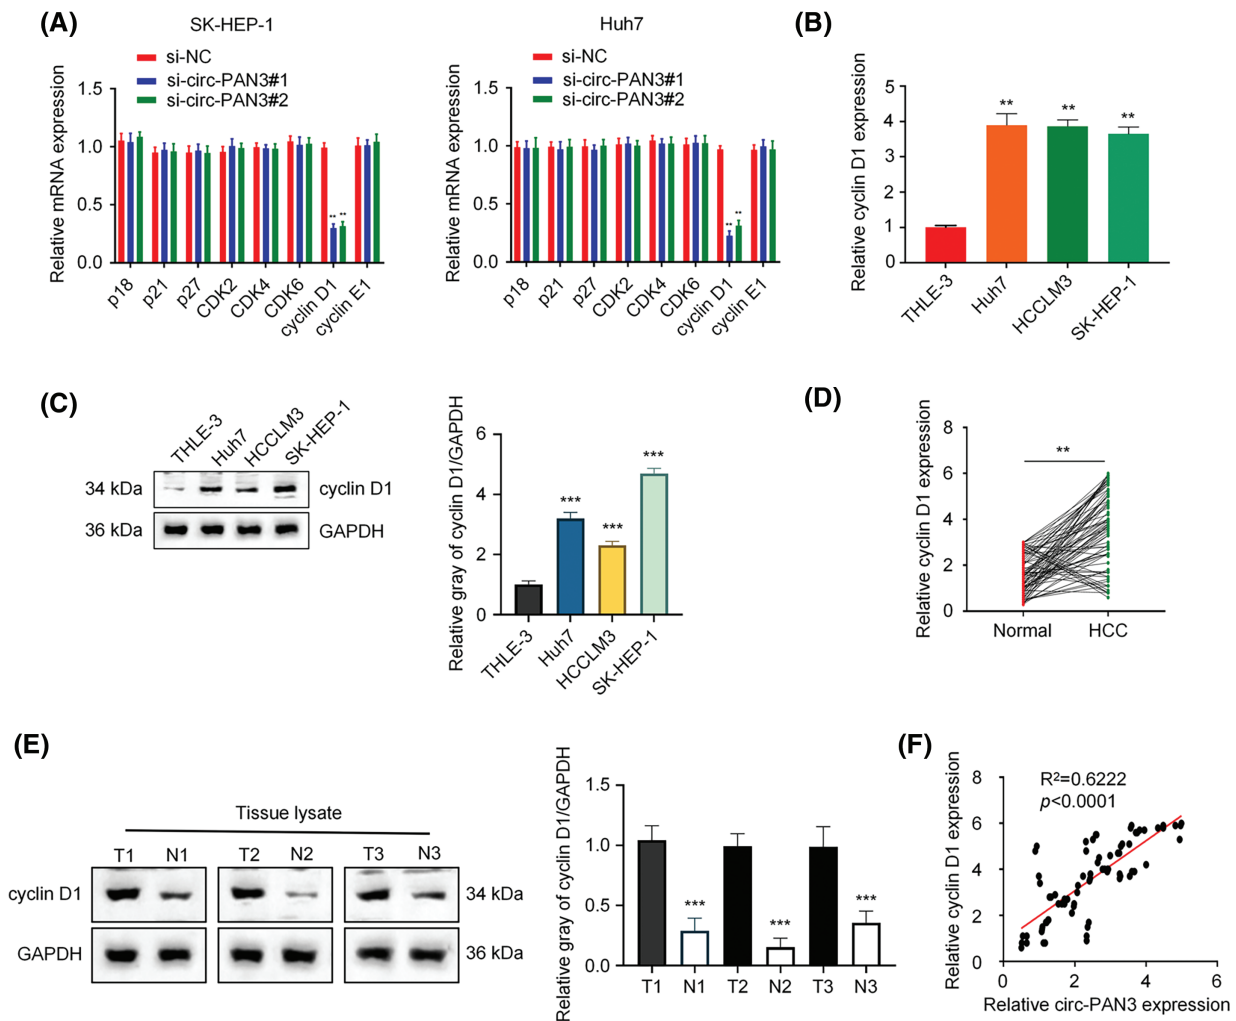 (A)
SK-HEP-1
si-NC
si-circ-PAN3#1
si-circ-PAN3#2
Relative mRNA expression
1.5
1.0
0.5
0.0
** **
p18 p21 p27 CDK2 CDK4 CDK6 cyclin D1 cyclin E1
Huh7
si-NC
si-circ-PAN3#1
si-circ-PAN3#2
Relative mRNA expression
1.5
1.0
0.5
0.0
** **
p18 p21 p27 CDK2 CDK4 CDK6 cyclin D1 cyclin E1
(B)
Relative cyclin D1 expression
5
4
3
2
1
0
** ** **
THLE-3 Huh7 HCCLM3 SK-HEP-1
(C)
THLE-3 Huh7 HCCLM3 SK-HEP-1
34 kDa cyclin D1
36 kDa GAPDH
Relative gray of cyclin D1/GAPDH
6
4
2
0
*** *** ***
THLE-3 Huh7 HCCLM3 SK-HEP-1
(D)
Relative cyclin D1 expression
8
6
4
2
0
**
Normal HCC
(E)
Tissue lysate
T1 N1 T2 N2 T3 N3
cyclin D1 34 kDa
GAPDH 36 kDa
Relative gray of cyclin D1/GAPDH
1.5
1.0
0.5
0.0
*** *** ***
T1 N1 T2 N2 T3 N3
(F)
Relative cyclin D1 expression
8
6
4
2
0
R²=0.6222
p<0.0001
0 2 4 6
Relative circ-PAN3 expression